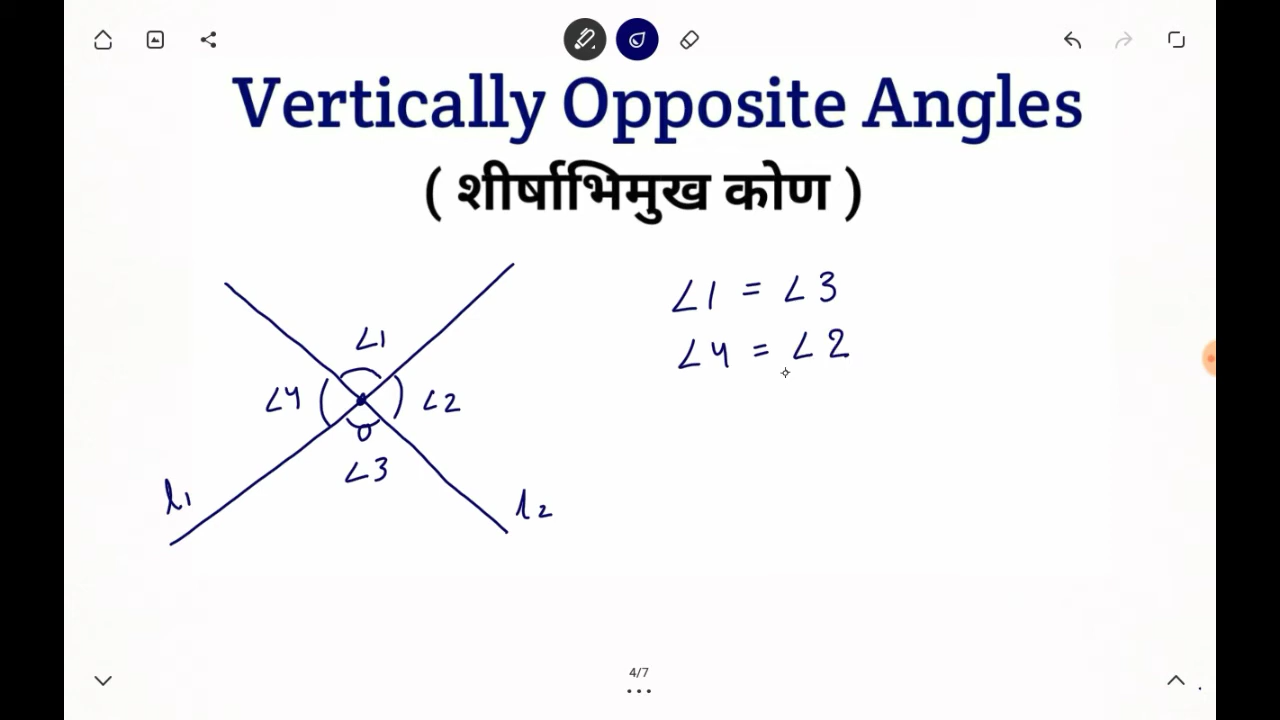 Vertically Opposite Angles
( शीर्षाभिमुख कोण )
∠1 = ∠3
∠4 = ∠2
∠1
∠4
∠2
O
∠3
l1
l2
4/7